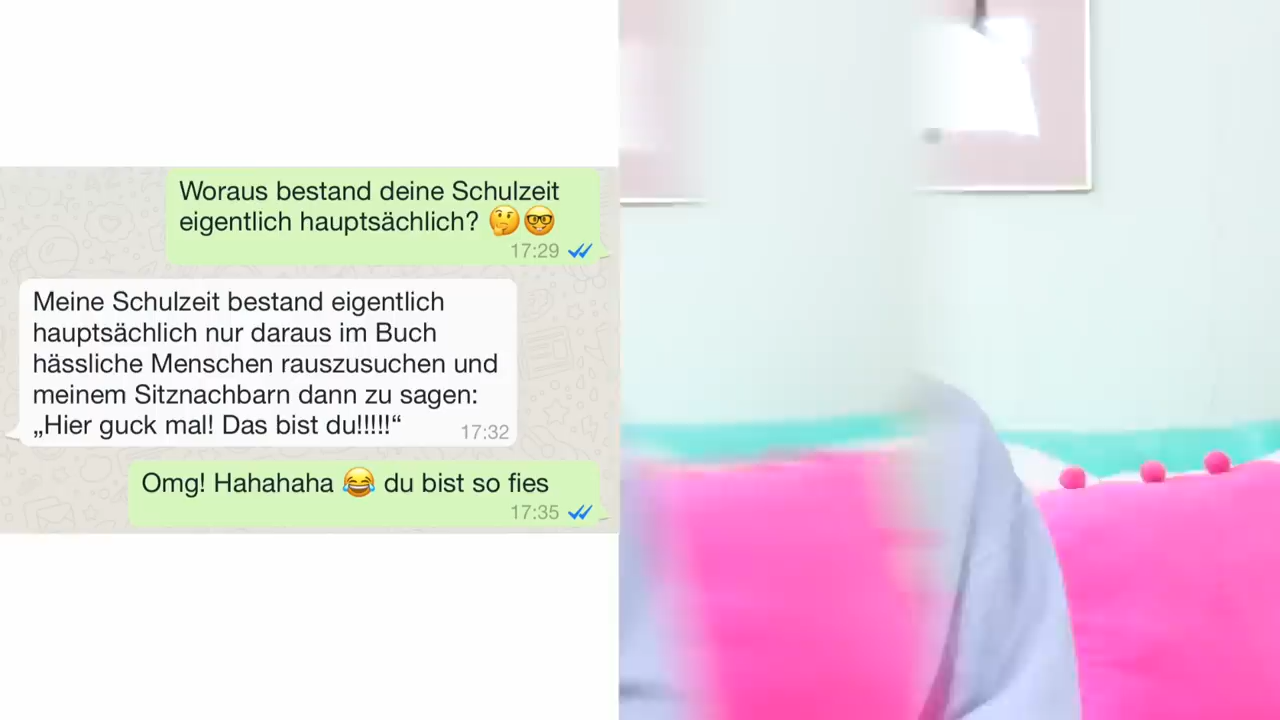 Woraus bestand deine Schulzeit
eigentlich hauptsächlich? 🤔🤓
17:29
Meine Schulzeit bestand eigentlich
hauptsächlich nur daraus im Buch
hässliche Menschen rauszusuchen und
meinem Sitznachbarn dann zu sagen:
„Hier guck mal! Das bist du!!!!!“
17:32
Omg! Hahahaha 😂 du bist so fies
17:35